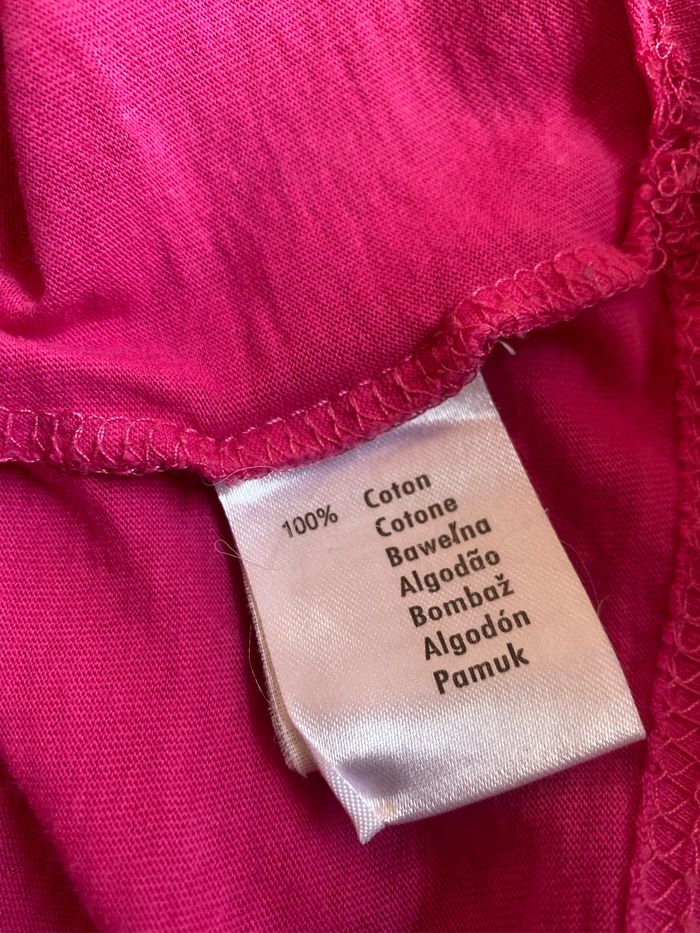 100% Coton
Cotone
Bawełna
Algodão
Bombaž
Algodón
Pamuk